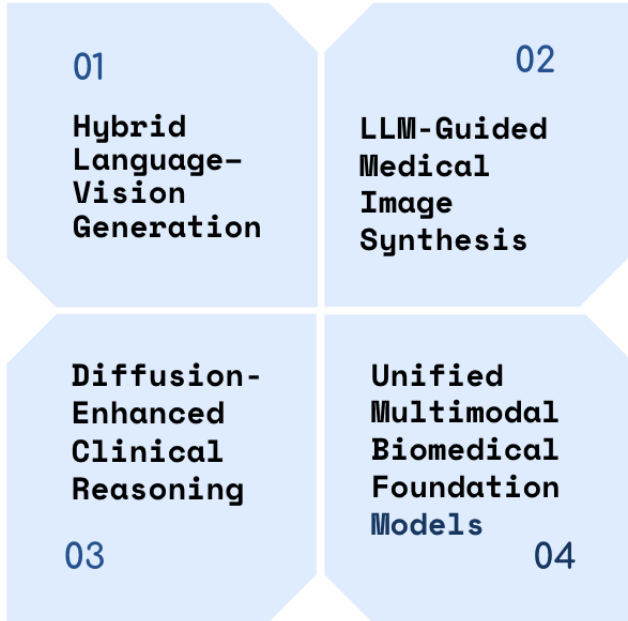 01
Hybrid
Language–
Vision
Generation
02
LLM-Guided
Medical
Image
Synthesis
Diffusion-
Enhanced
Clinical
Reasoning
03
Unified
Multimodal
Biomedical
Foundation
Models
04